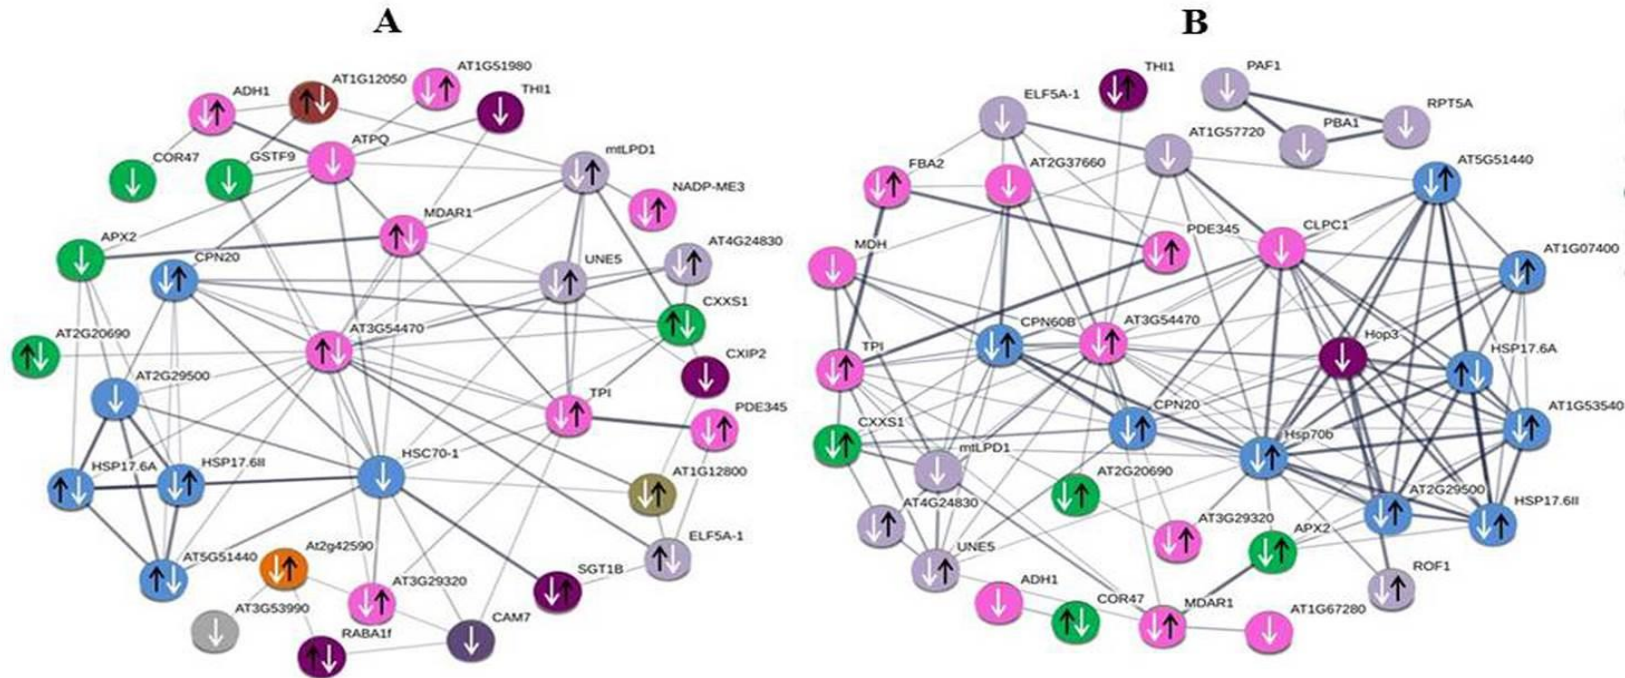 A
B
AT1G51980
ADH1
AT1G12050
THI1
ATPQ
COR47
GSTF9
mtLPD1
NADP-ME3
MDAR1
APX2
CPN20
UNE5
AT4G24830
CXXS1
AT2G20690
AT3G54470
CXIP2
AT2G29500
TPI
PDE345
HSP17.6A
HSP17.6II
HSC70-1
AT1G12800
ELF5A-1
AT5G51440
At2g42590
AT3G29320
SGT1B
AT3G53990
RABA1f
CAM7
THI1
PAF1
ELF5A-1
RPT5A
PBA1
AT1G57720
FBA2
AT2G37660
AT5G51440
PDE345
CLPC1
MDH
AT1G07400
CPN60B
AT3G54470
Hop3
TPI
HSP17.6A
CPN20
AT1G53540
CXXS1
Hsp70b
mtLPD1
AT2G20690
AT2G29500
HSP17.6II
AT4G24830
AT3G29320
APX2
UNE5
ROF1
ADH1
COR47
MDAR1
AT1G67280